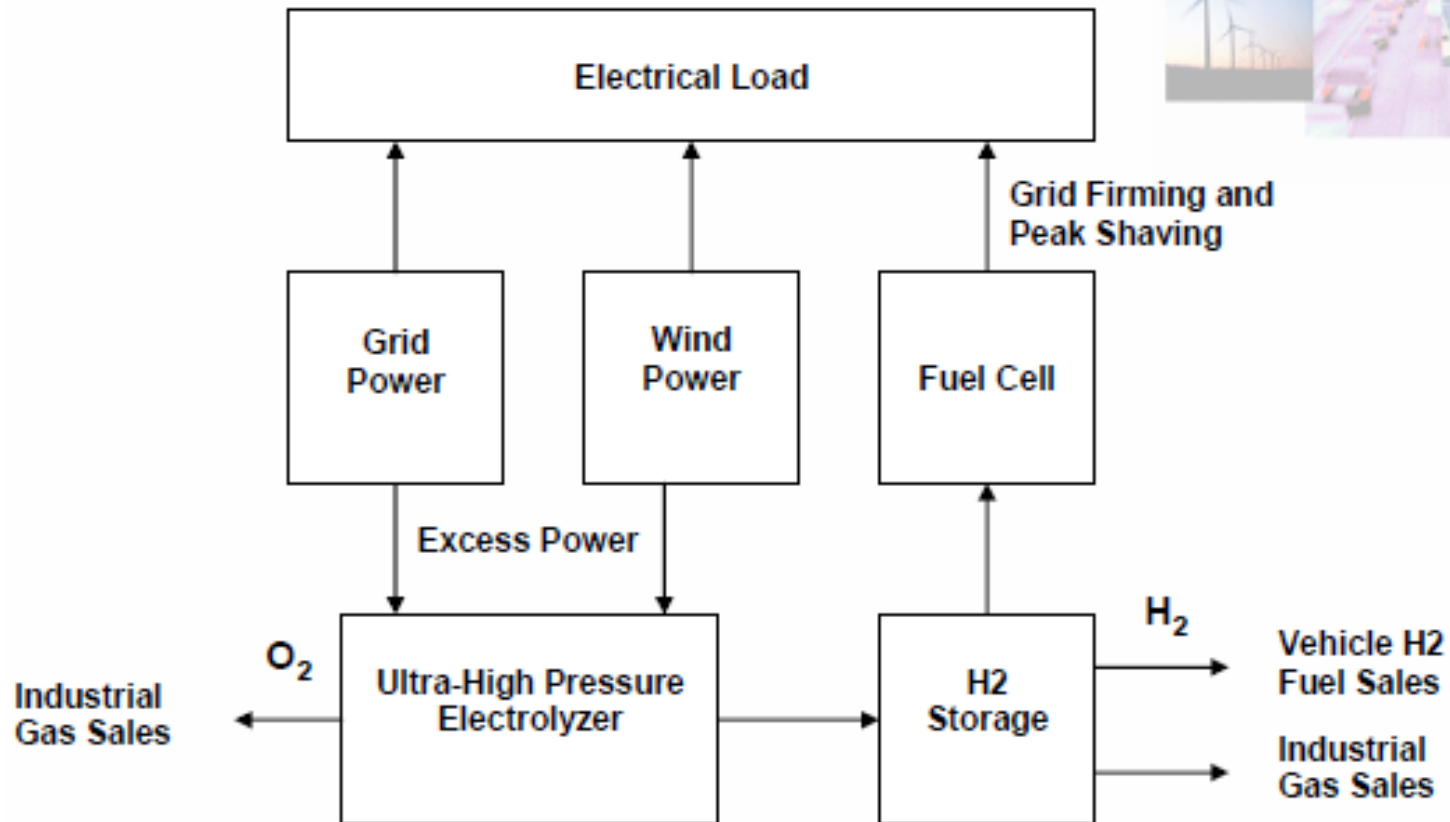 Electrical Load
Grid Firming and
Peak Shaving
Grid
Power
Wind
Power
Fuel Cell
Excess Power
O₂
H₂
Industrial
Gas Sales
Ultra-High Pressure
Electrolyzer
H2
Storage
Vehicle H2
Fuel Sales
Industrial
Gas Sales